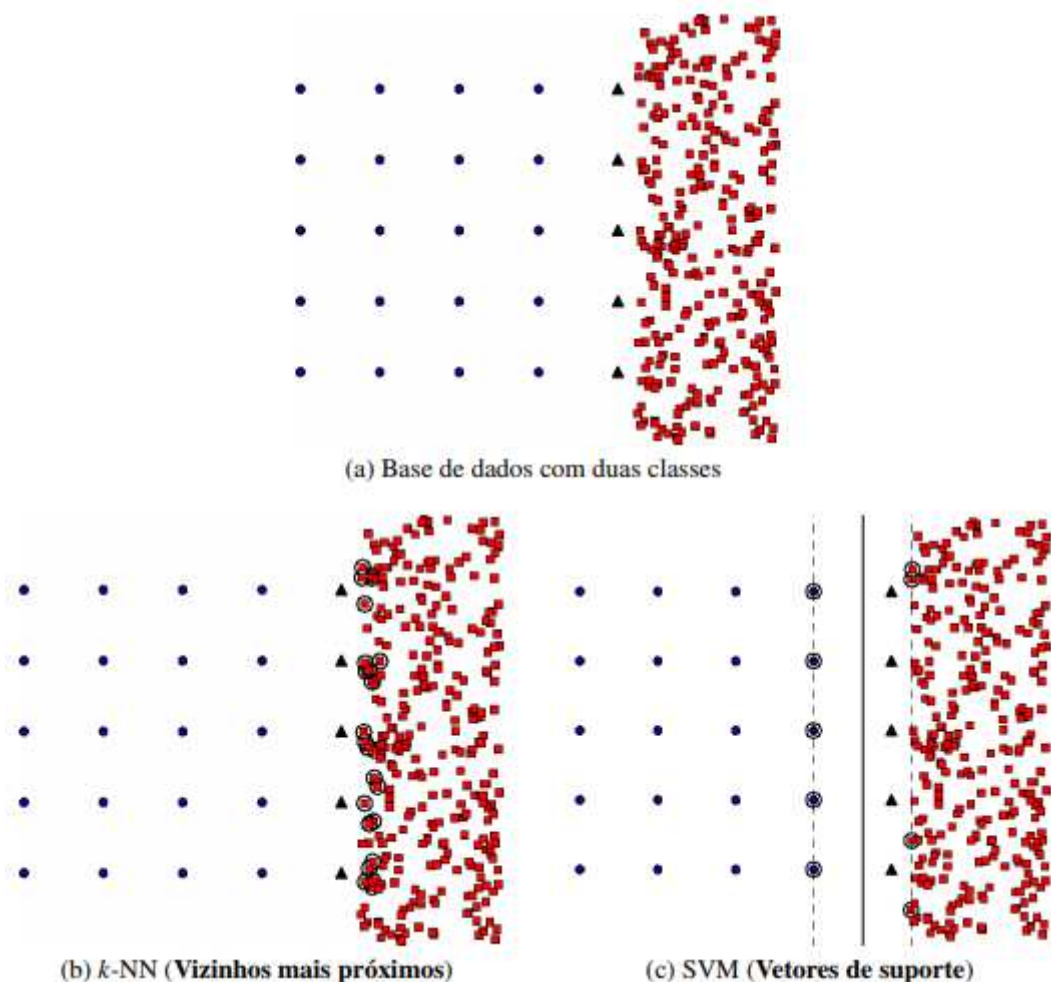 (a) Base de dados com duas classes
(b) k-NN (Vizinhos mais próximos)
(c) SVM (Vetores de suporte)